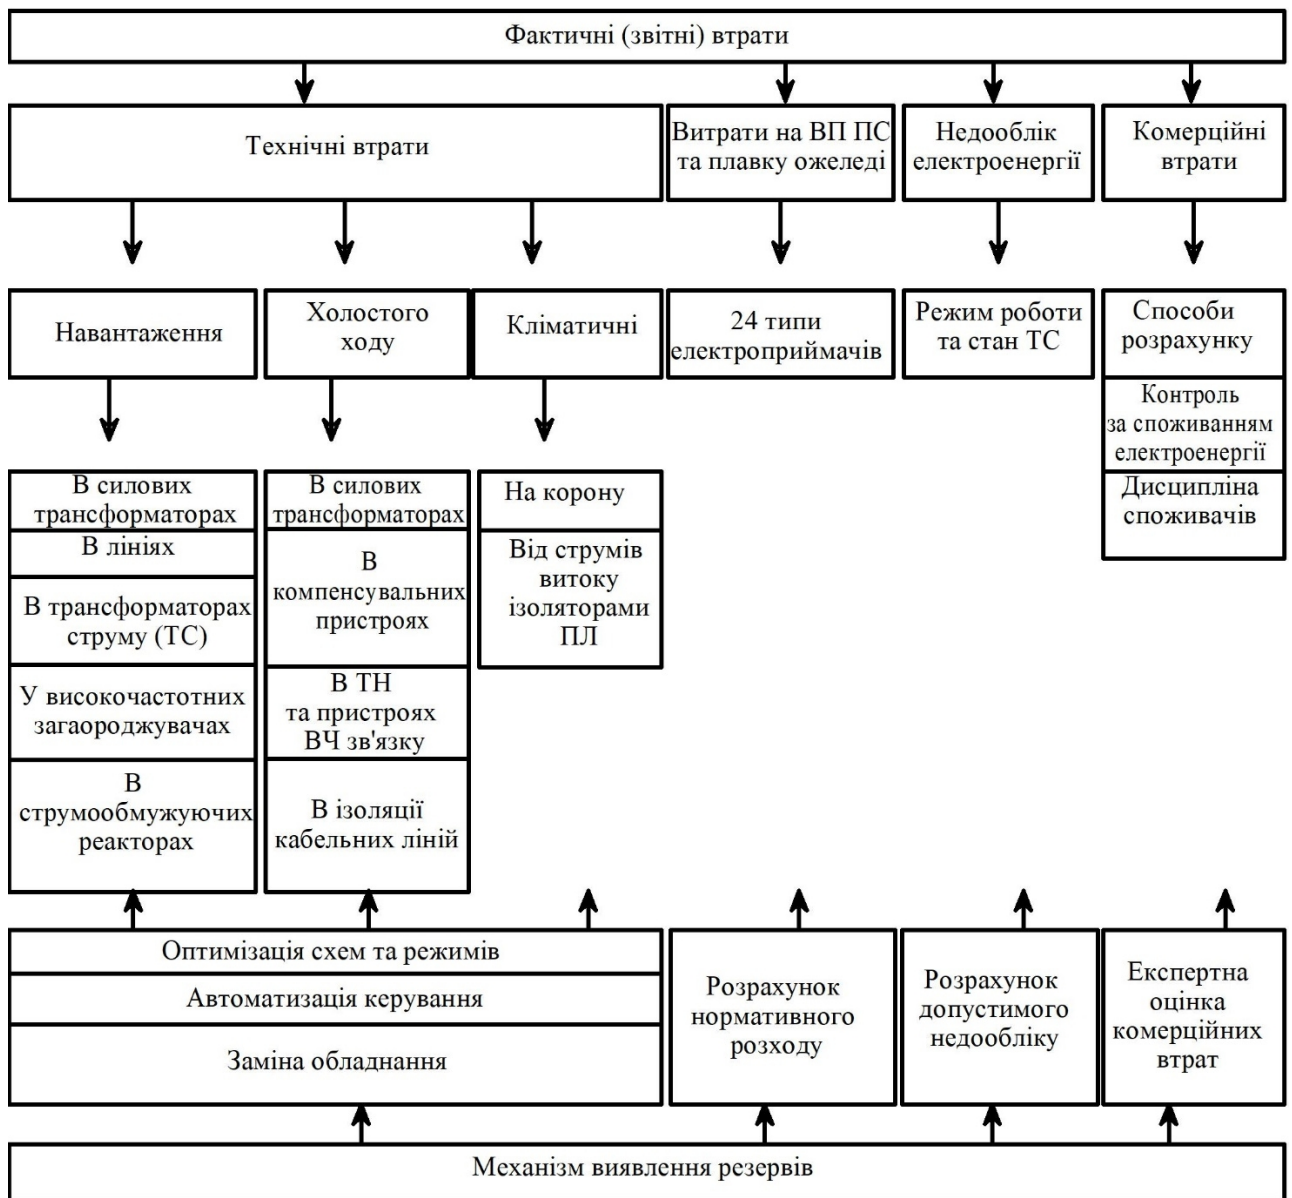 Фактичні (звітні) втрати
Технічні втрати
Витрати на ВП ПС
та плавку ожеледі
Недооблік
електроенергії
Комерційні
втрати
Навантаження
Холостого
ходу
Кліматичні
24 типи
електроприймачів
Режим роботи
та стан ТС
Способи
розрахунку
Контроль
за споживанням
електроенергії
Дисципліна
споживачів
В силових
трансформаторах
В лініях
В трансформаторах
струму (ТС)
У високочастотних
загаороджувачах
В
струмообмужуючих
реакторах
В силових
трансформаторах
В
компенсувальних
пристроях
В ТН
та пристроях
ВЧ зв'язку
В ізоляції
кабельних ліній
На корону
Від струмів
витоку
ізоляторами
ПЛ
Оптимізація схем та режимів
Автоматизація керування
Заміна обладнання
Розрахунок
нормативного
розходу
Розрахунок
допустимого
недообліку
Експертна
оцінка
комерційних
втрат
Механізм виявлення резервів